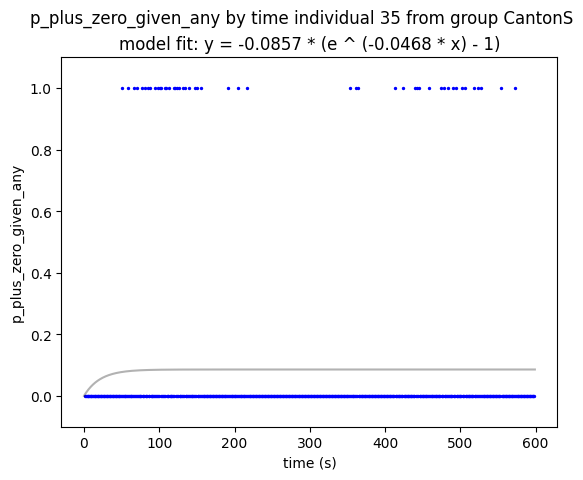 p_plus_zero_given_any by time individual 35 from group CantonS
model fit: y = -0.0857 * (e ^ (-0.0468 * x) - 1)
1.0
0.8
0.6
0.4
0.2
0.0
p_plus_zero_given_any
0 100 200 300 400 500 600
time (s)